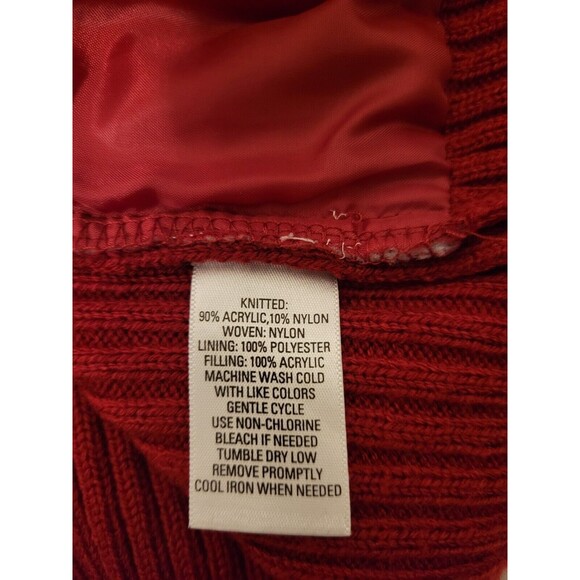 KNITTED:
90% ACRYLIC,10% NYLON
WOVEN: NYLON
LINING: 100% POLYESTER
FILLING: 100% ACRYLIC
MACHINE WASH COLD
WITH LIKE COLORS
GENTLE CYCLE
USE NON-CHLORINE
BLEACH IF NEEDED
TUMBLE DRY LOW
REMOVE PROMPTLY
COOL IRON WHEN NEEDED